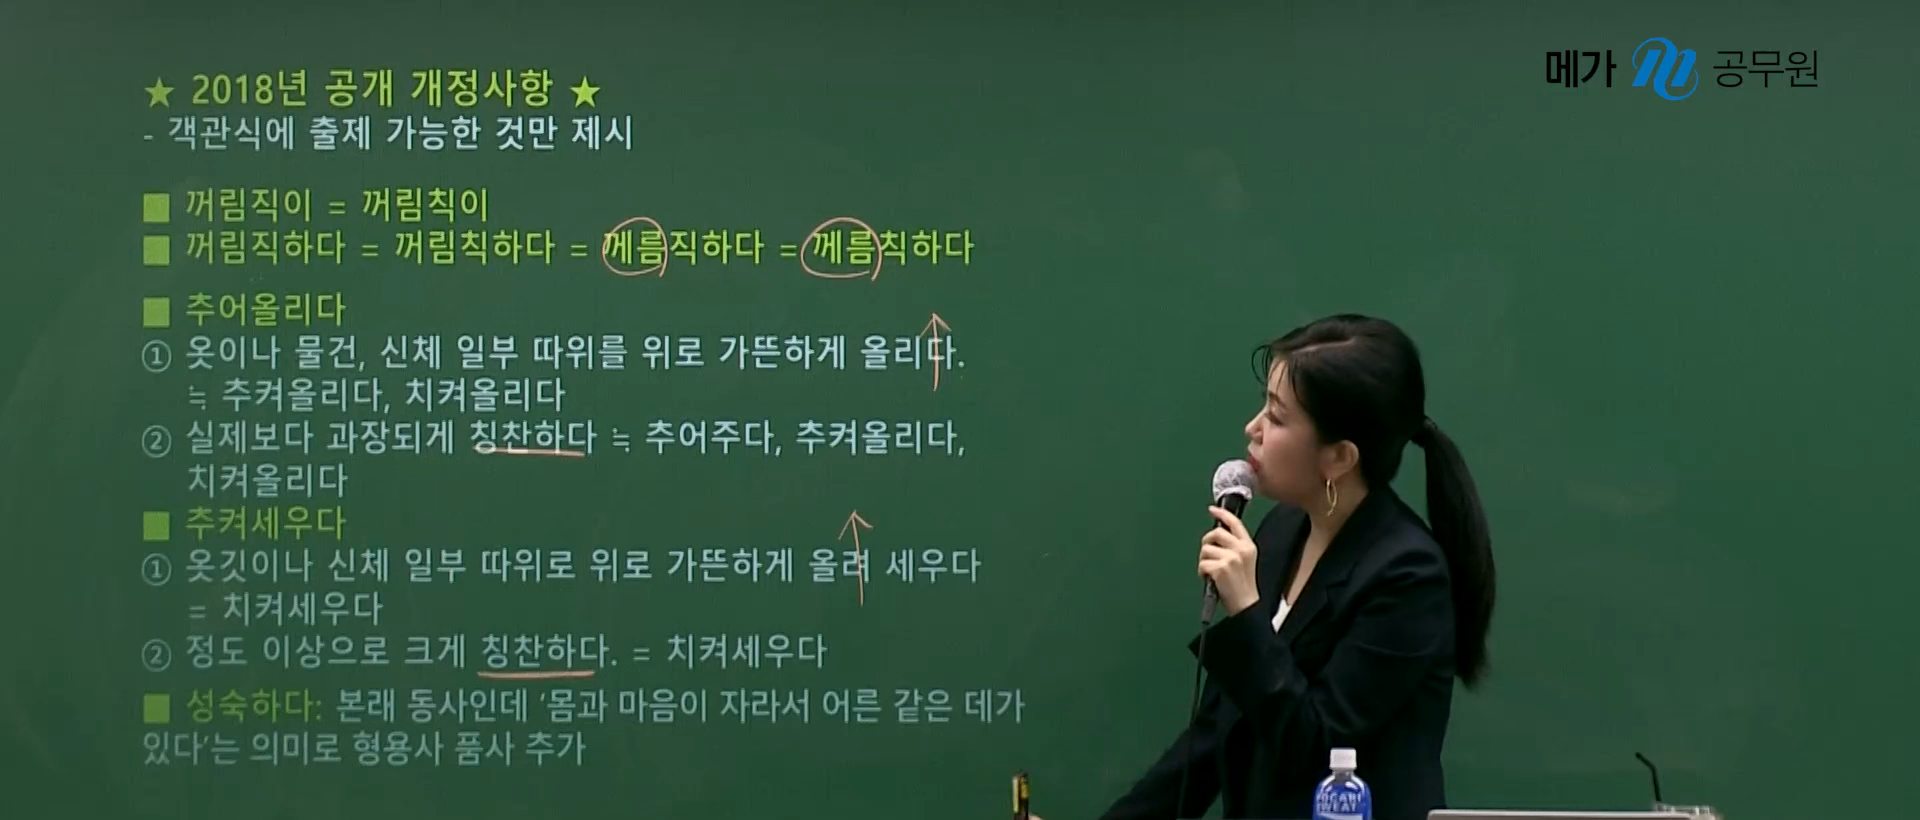 메가 공무원
★ 2018년 공개 개정사항 ★
- 객관식에 출제 가능한 것만 제시
■ 꺼림직이 = 꺼림칙이
■ 꺼림직하다 = 꺼림칙하다 = 께름직하다 = 께름칙하다
■ 추어올리다
① 옷이나 물건, 신체 일부 따위를 위로 가뜬하게 올리다.
≒ 추켜올리다, 치켜올리다
② 실제보다 과장되게 칭찬하다 ≒ 추어주다, 추켜올리다,
치켜올리다
■ 추켜세우다
① 옷깃이나 신체 일부 따위로 위로 가뜬하게 올려 세우다
= 치켜세우다
② 정도 이상으로 크게 칭찬하다. = 치켜세우다
■ 성숙하다: 본래 동사인데 ‘몸과 마음이 자라서 어른 같은 데가
있다’는 의미로 형용사 품사 추가
POCARI
SWEAT